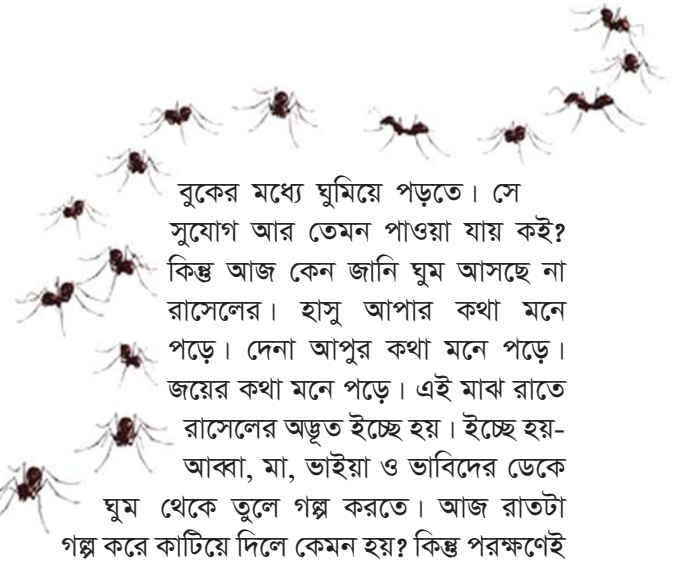 বুকের মধ্যে ঘুমিয়ে পড়তে। সে
সুযোগ আর তেমন পাওয়া যায় কই?
কিন্তু আজ কেন জানি ঘুম আসছে না
রাসেলের। হাসু আপার কথা মনে
পড়ে। দেনা আপুর কথা মনে পড়ে।
জয়ের কথা মনে পড়ে। এই মাঝ রাতে
রাসেলের অদ্ভূত ইচ্ছে হয়। ইচ্ছে হয়-
আব্বা, মা, ভাইয়া ও ভাবিদের ডেকে
ঘুম থেকে তুলে গল্প করতে। আজ রাতটা
গল্প করে কাটিয়ে দিলে কেমন হয়? কিন্তু পরক্ষণেই